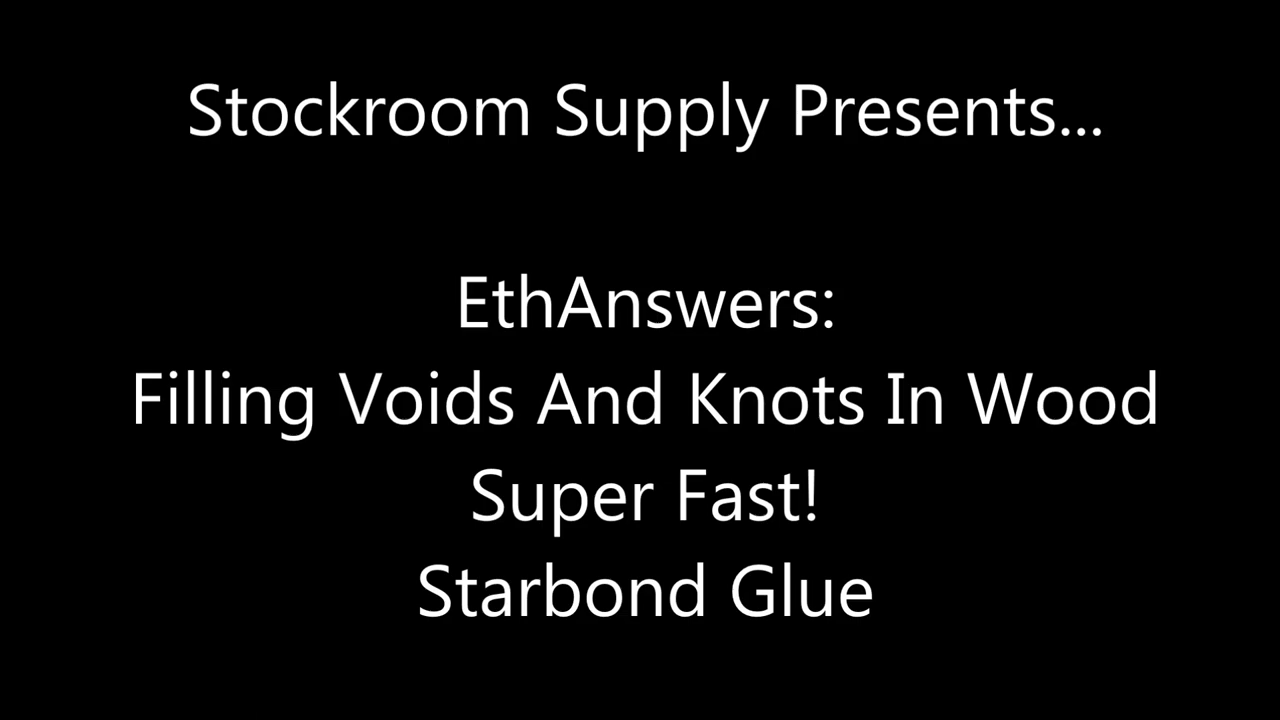 Stockroom Supply Presents...
EthAnswers:
Filling Voids And Knots In Wood
Super Fast!
Starbond Glue